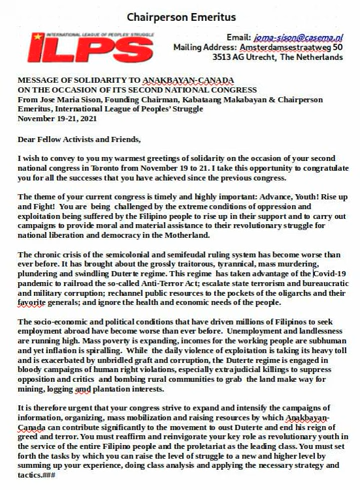 Chairperson Emeritus
INTERNATIONAL LEAGUE OF PEOPLES' STRUGGLE
ILPS
Email: joma-sison@casema.nl
Mailing Address: Amsterdamsestraatweg 50
3513 AG Utrecht, The Netherlands
MESSAGE OF SOLIDARITY TO ANAKBAYAN-CANADA
ON THE OCCASION OF ITS SECOND NATIONAL CONGRESS
From Jose Maria Sison, Founding Chairman, Kabataang Makabayan & Chairperson
Emeritus, International League of Peoples' Struggle
November 19-21, 2021
Dear Fellow Activists and Friends,
I wish to convey to you my warmest greetings of solidarity on the occasion of your second
national congress in Toronto from November 19 to 21. I take this opportunity to congratulate
you for all the successes that you have achieved since the previous congress.
The theme of your current congress is timely and highly important: Advance, Youth! Rise up
and Fight! You are being challenged by the extreme conditions of oppression and
exploitation being suffered by the Filipino people to rise up in their support and to carry out
campaigns to provide moral and material assistance to their revolutionary struggle for
national liberation and democracy in the Motherland.
The chronic crisis of the semicolonial and semifeudal ruling system has become worse than
ever before. It has brought about the grossly traitorous, tyrannical, mass murdering,
plundering and swindling Duterte regime. This regime has taken advantage of the Covid-19
pandemic to railroad the so-called Anti-Terror Act; escalate state terrorism and bureaucratic
and military corruption; rechannel public resources to the pockets of the oligarchs and their
favorite generals; and ignore the health and economic needs of the people.
The socio-economic and political conditions that have driven millions of Filipinos to seek
employment abroad have become worse than ever before. Unemployment and landlessness
are running high. Mass poverty is expanding, incomes for the working people are subhuman
and yet inflation is spiralling. While the daily violence of exploitation is taking its heavy toll
and is exacerbated by unbridled graft and corruption, the Duterte regime is engaged in
bloody campaigns of human right violations, especially extrajudicial killings to suppress
opposition and critics and bombing rural communities to grab the land make way for
mining, logging and plantation interests.
It is therefore urgent that your congress strive to expand and intensify the campaigns of
information, organizing, mass mobilization and raising resources by which Anakbayan-
Canada can contribute significantly to the movement to oust Duterte and end his reign of
greed and terror. You must reaffirm and reinvigorate your key role as revolutionary youth in
the service of the entire Filipino people and the proletariat as the leading class. You must set
forth the tasks by which you can raise the level of struggle to a new and higher level by
summing up your experience, doing class analysis and applying the necessary strategy and
tactics.###